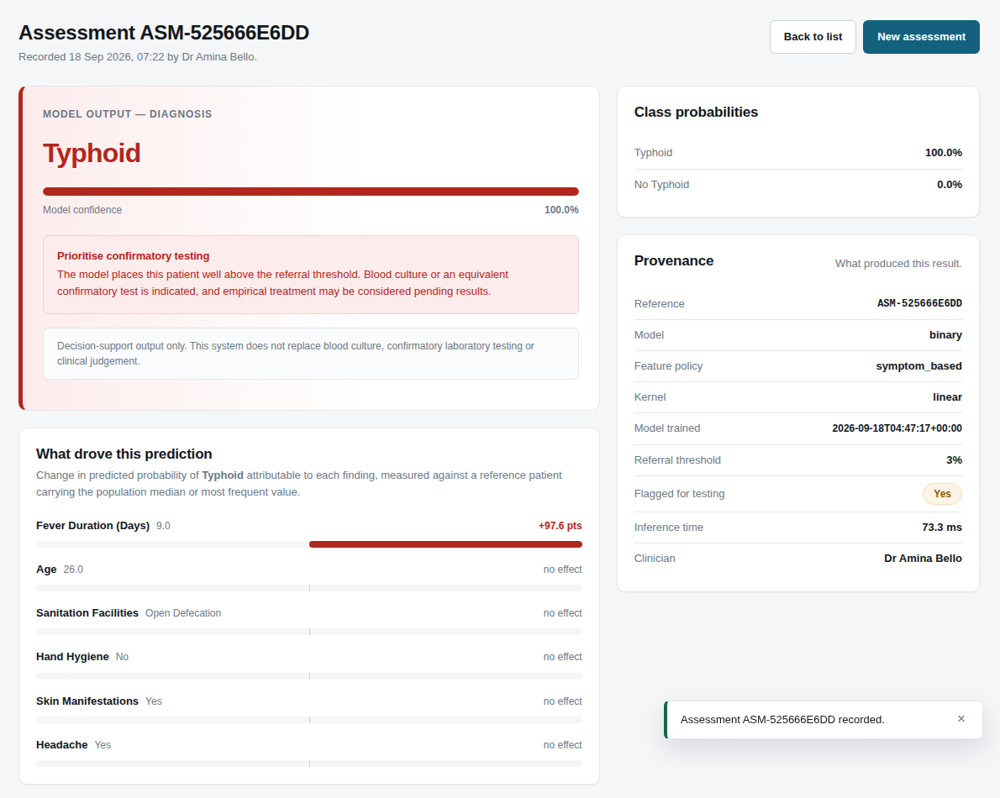 Assessment ASM-525666E6DD
Recorded 18 Sep 2026, 07:22 by Dr Amina Bello.
Back to list
New assessment
MODEL OUTPUT — DIAGNOSIS
Typhoid
Model confidence 100.0%
Prioritise confirmatory testing
The model places this patient well above the referral threshold. Blood culture or an equivalent
confirmatory test is indicated, and empirical treatment may be considered pending results.
Decision-support output only. This system does not replace blood culture, confirmatory laboratory testing or
clinical judgement.
What drove this prediction
Change in predicted probability of Typhoid attributable to each finding, measured against a reference patient
carrying the population median or most frequent value.
Fever Duration (Days) 9.0 +97.6 pts
Age 26.0 no effect
Sanitation Facilities Open Defecation no effect
Hand Hygiene No no effect
Skin Manifestations Yes no effect
Headache Yes no effect
Class probabilities
Typhoid 100.0%
No Typhoid 0.0%
Provenance What produced this result.
Reference ASM-525666E6DD
Model binary
Feature policy symptom_based
Kernel linear
Model trained 2026-09-18T04:47:17+00:00
Referral threshold 3%
Flagged for testing Yes
Inference time 73.3 ms
Clinician Dr Amina Bello
Assessment ASM-525666E6DD recorded. ×